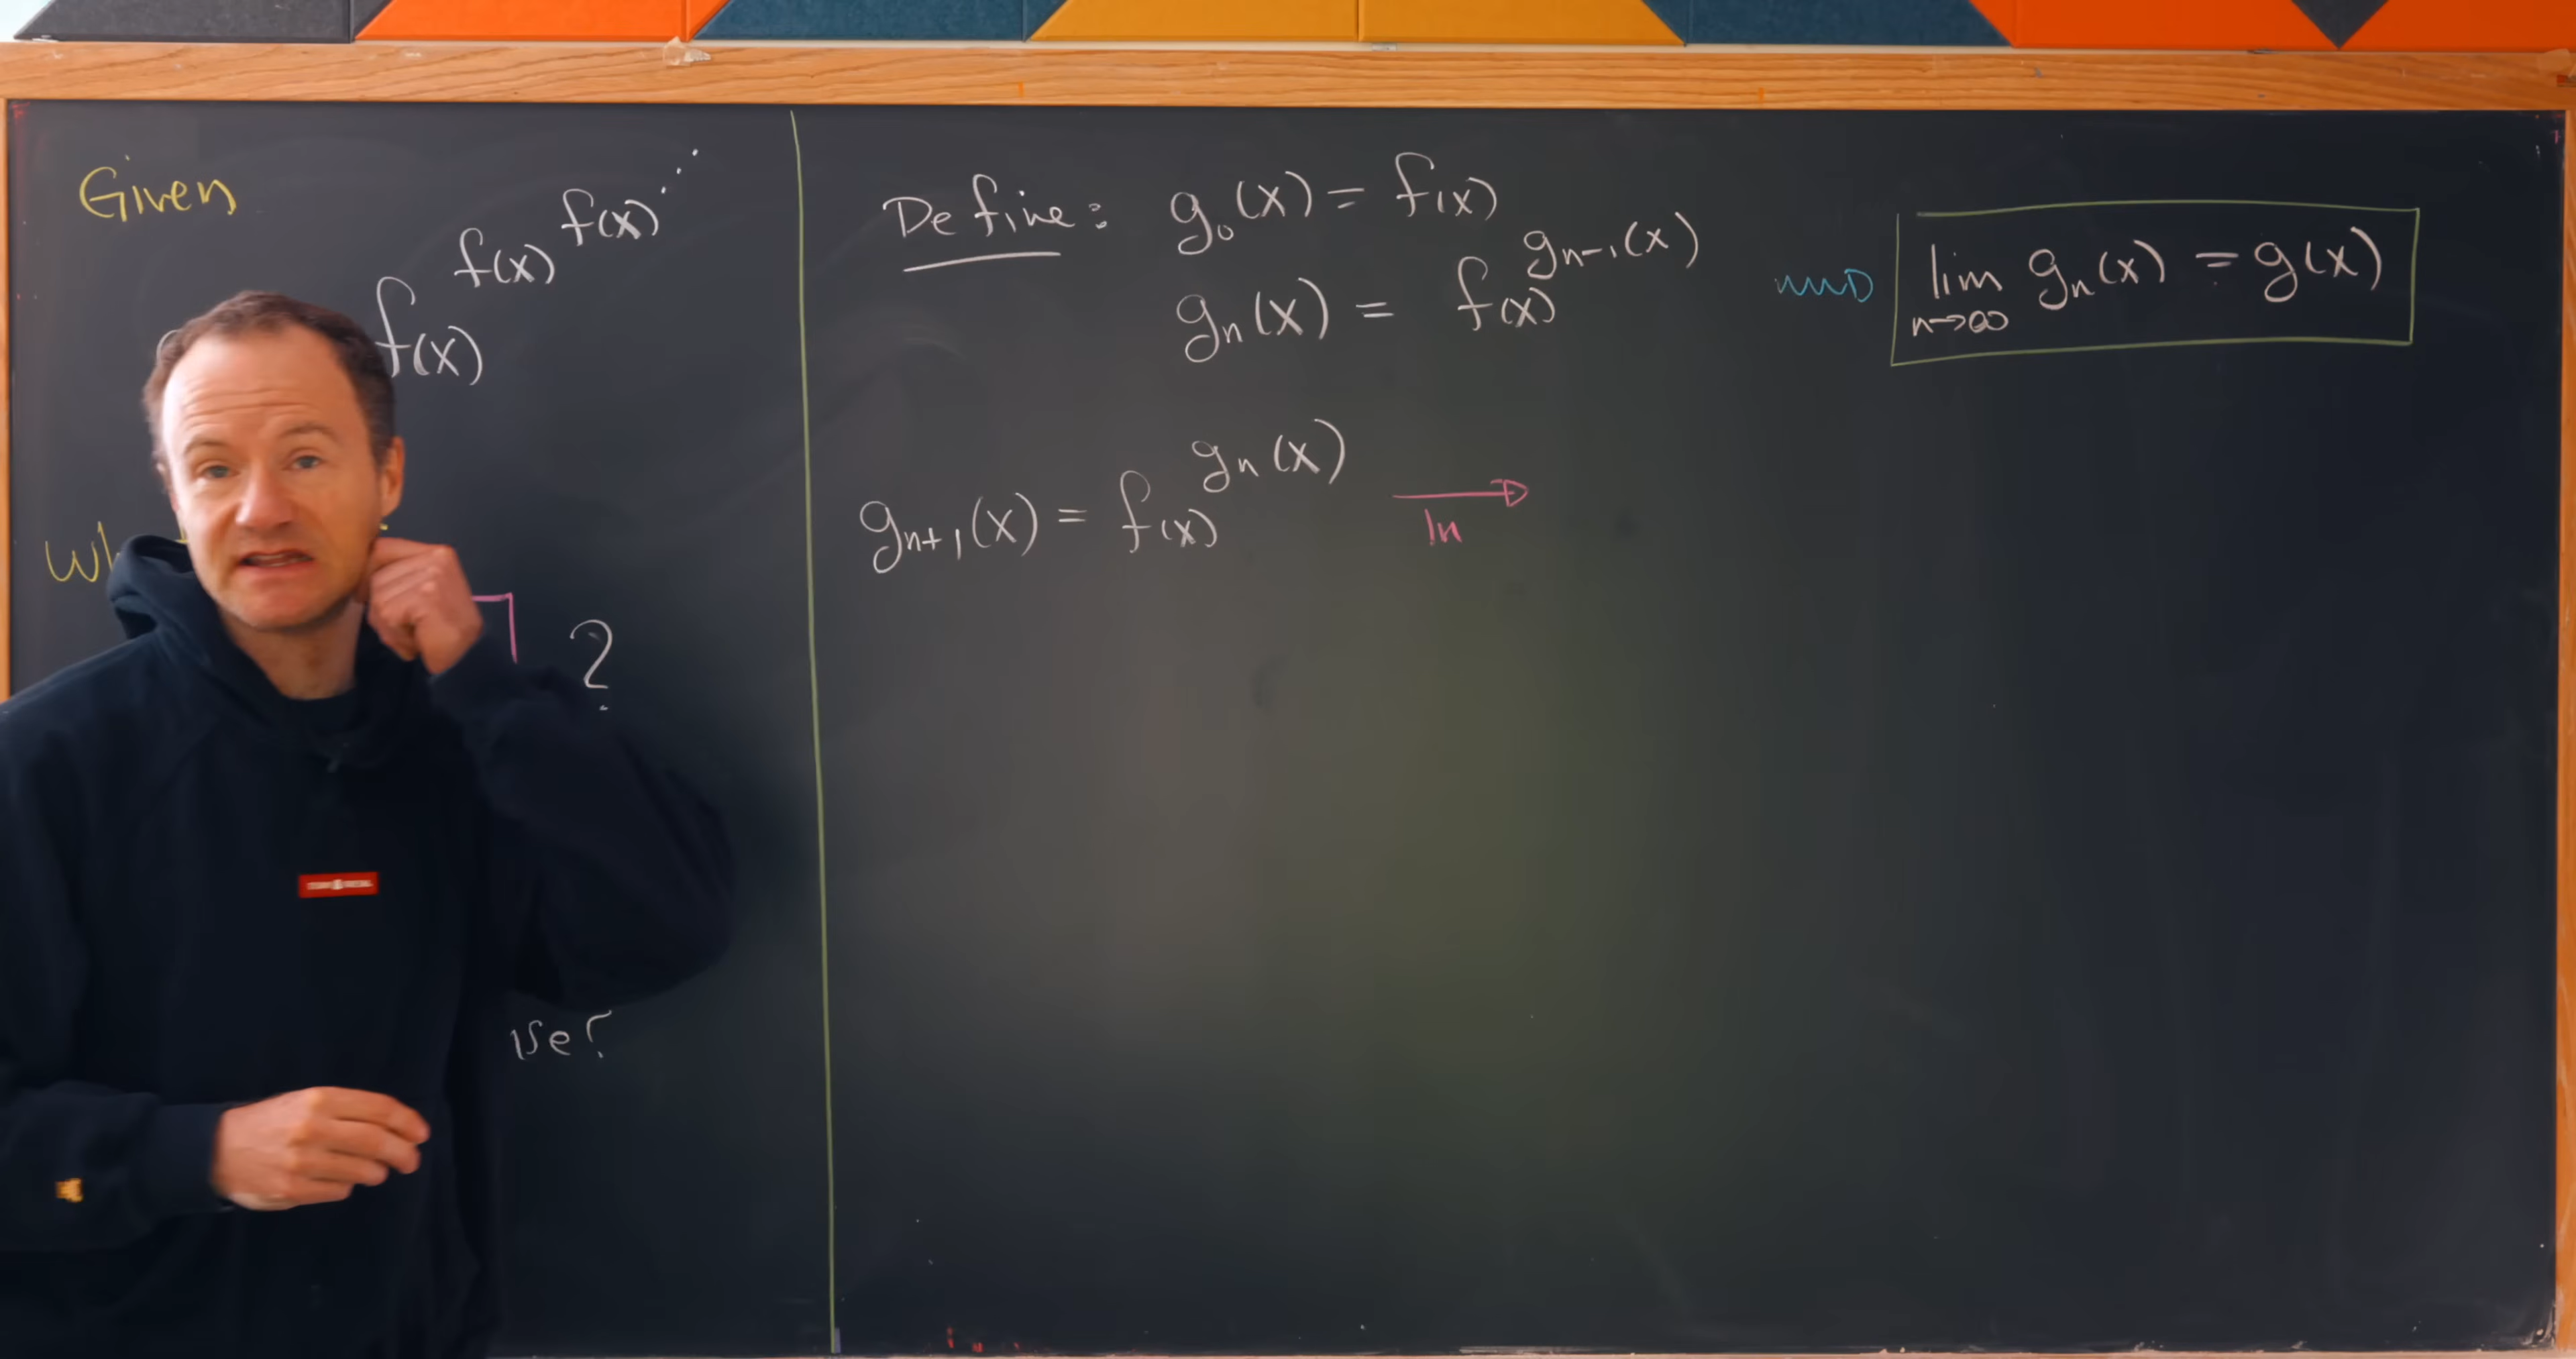 Given
f(x)^f(x)^f(x)^⋰
?
Define: g₀(x) = f(x)
gₙ(x) = f(x)^gₙ₋₁(x)
lim n→∞ gₙ(x) = g(x)
gₙ₊₁(x) = f(x)^gₙ(x)
ln